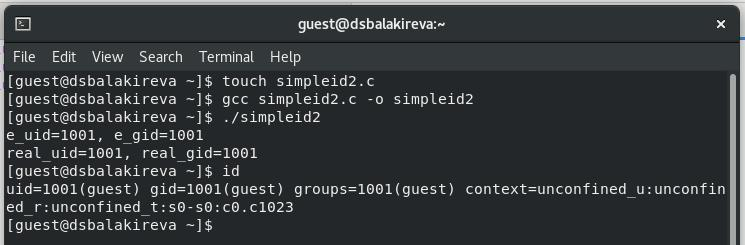 guest@dsbalakireva:~
File Edit View Search Terminal Help
[guest@dsbalakireva ~]$ touch simpleid2.c
[guest@dsbalakireva ~]$ gcc simpleid2.c -o simpleid2
[guest@dsbalakireva ~]$ ./simpleid2
e_uid=1001, e_gid=1001
real_uid=1001, real_gid=1001
[guest@dsbalakireva ~]$ id
uid=1001(guest) gid=1001(guest) groups=1001(guest) context=unconfined_u:unconfin
ed_r:unconfined_t:s0-s0:c0.c1023
[guest@dsbalakireva ~]$